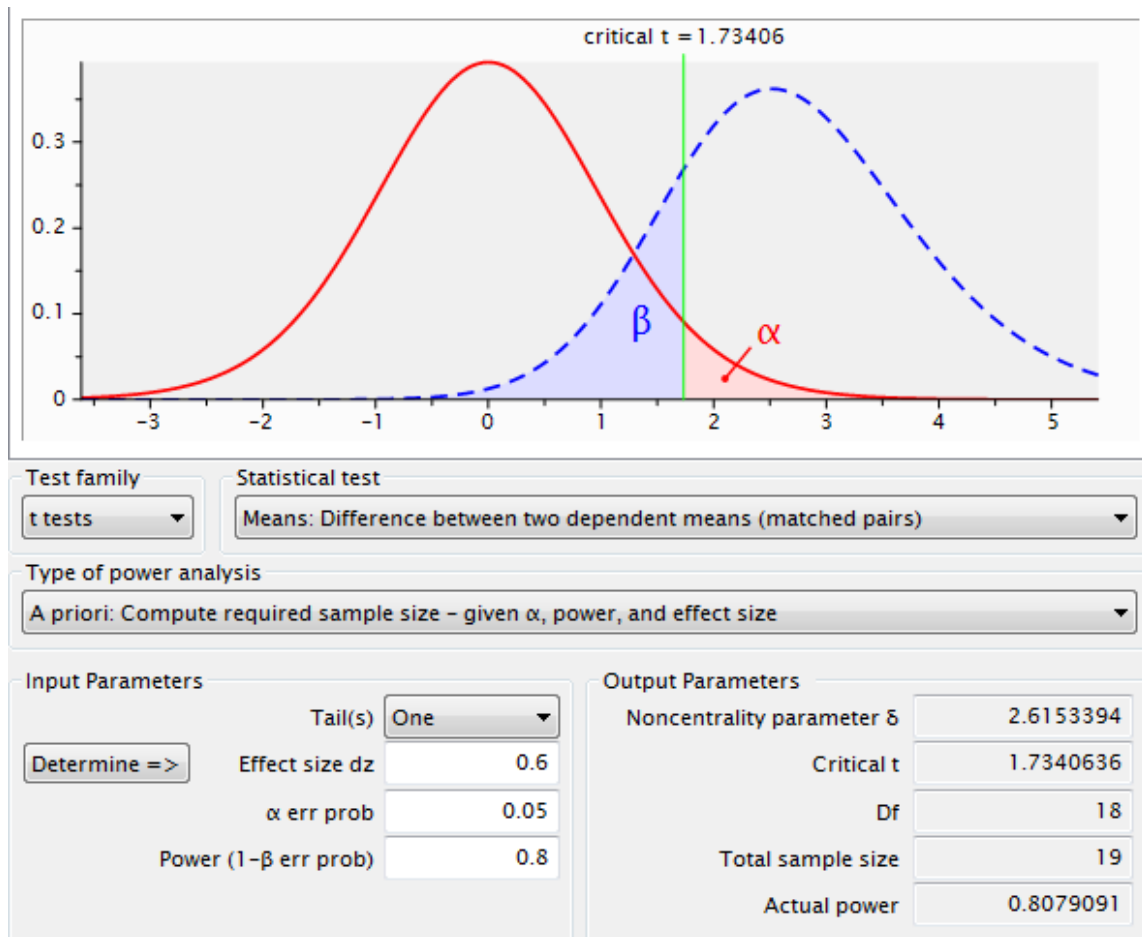 critical t = 1.73406
0.3
0.2
0.1
0
β
α
-3 -2 -1 0 1 2 3 4 5
Test family
Statistical test
t tests
Means: Difference between two dependent means (matched pairs)
Type of power analysis
A priori: Compute required sample size – given α, power, and effect size
Input Parameters
Tail(s) One
Determine => Effect size dz 0.6
α err prob 0.05
Power (1-β err prob) 0.8
Output Parameters
Noncentrality parameter δ 2.6153394
Critical t 1.7340636
Df 18
Total sample size 19
Actual power 0.8079091